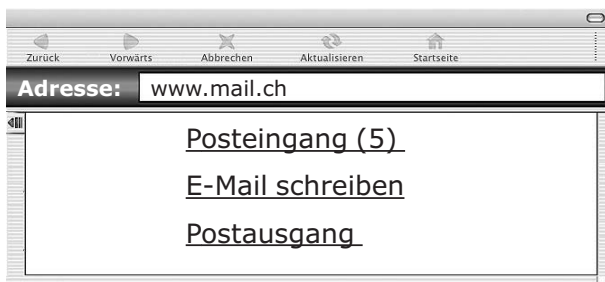 Zurück Vorwärts Abbrechen Aktualisieren Startseite
Adresse: www.mail.ch
Posteingang (5)
E-Mail schreiben
Postausgang